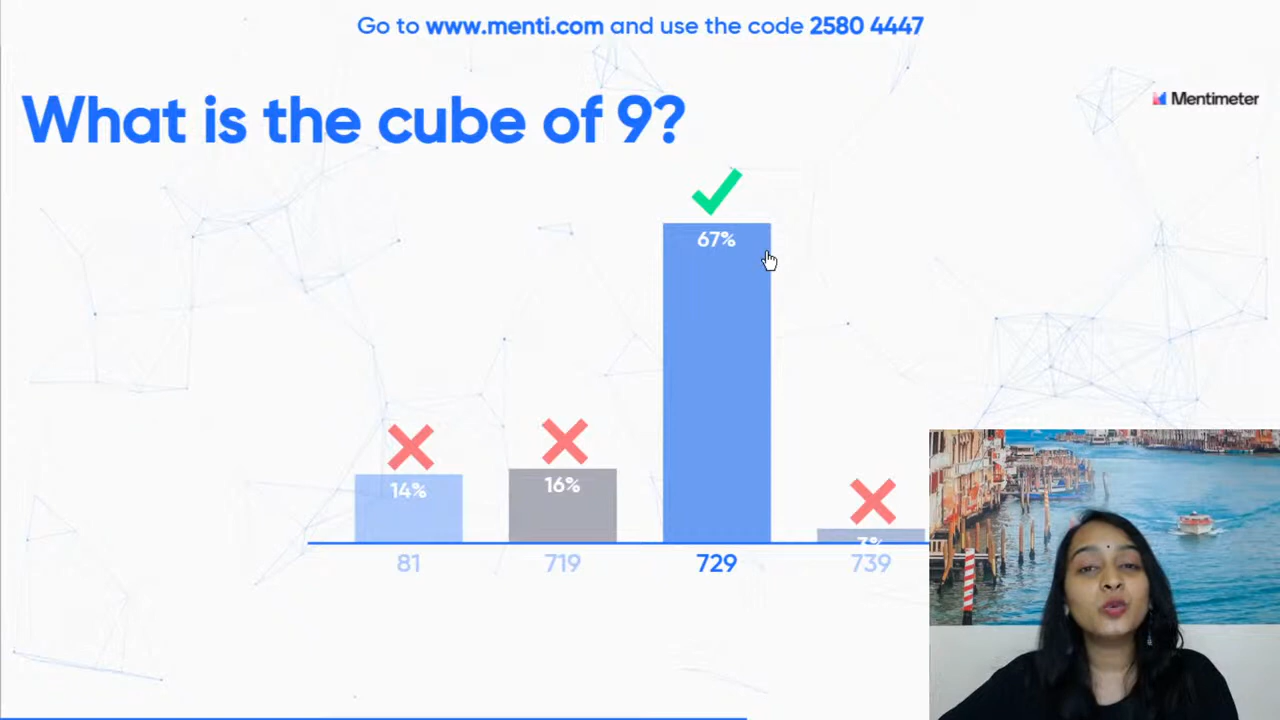 Go to www.menti.com and use the code 2580 4447
Mentimeter
What is the cube of 9?
67%
14%
16%
3%
81
719
729
739